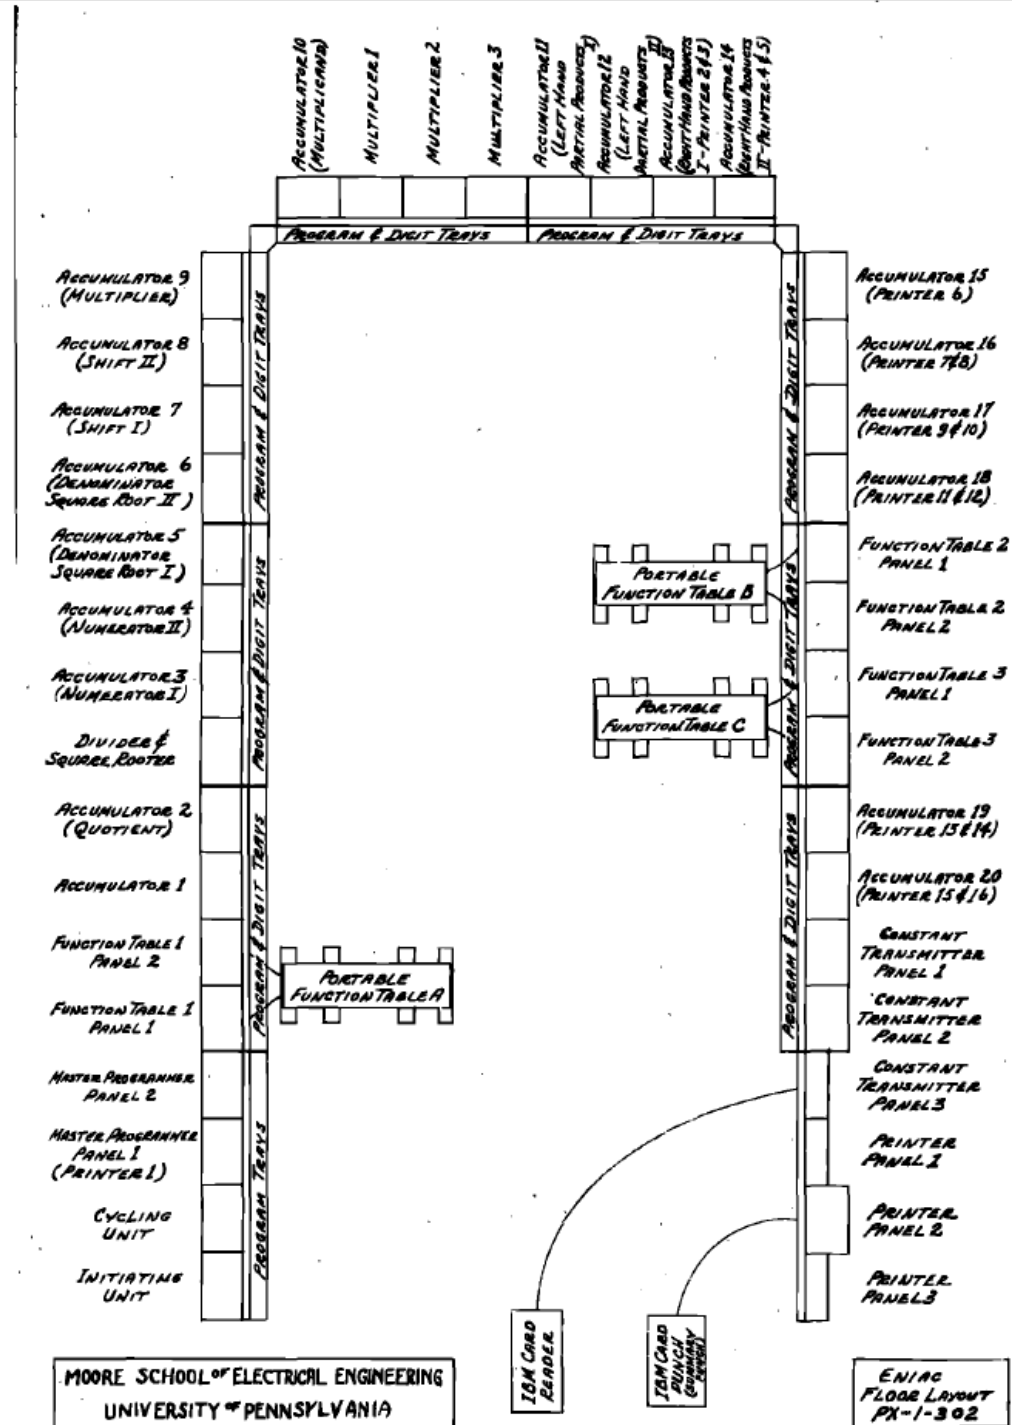 ACCUMULATOR 10
(MULTIPLICAND)
MULTIPLIER 1
MULTIPLIER 2
MULTIPLIER 3
ACCUMULATOR 11
(LEFT HAND
PARTIAL PRODUCTS I)
ACCUMULATOR 12
(LEFT HAND
PARTIAL PRODUCTS II)
ACCUMULATOR 13
(RIGHT HAND PRODUCTS
I-PRINTER 2&3)
ACCUMULATOR 14
(RIGHT HAND PRODUCTS
II-PRINTER 4&5)
PROGRAM & DIGIT TRAYS
PROGRAM & DIGIT TRAYS
ACCUMULATOR 9
(MULTIPLIER)
ACCUMULATOR 8
(SHIFT II)
ACCUMULATOR 7
(SHIFT I)
ACCUMULATOR 6
(DENOMINATOR
SQUARE ROOT II)
ACCUMULATOR 5
(DENOMINATOR
SQUARE ROOT I)
ACCUMULATOR 4
(NUMERATOR II)
ACCUMULATOR 3
(NUMERATOR I)
DIVIDER &
SQUARE ROOTER
ACCUMULATOR 2
(QUOTIENT)
ACCUMULATOR 1
FUNCTION TABLE 1
PANEL 2
FUNCTION TABLE 1
PANEL 1
MASTER PROGRAMMER
PANEL 2
MASTER PROGRAMMER
PANEL 1
(PRINTER 1)
CYCLING
UNIT
INITIATING
UNIT
PROGRAM & DIGIT TRAYS
PROGRAM & DIGIT TRAYS
PROGRAM & DIGIT TRAYS
PROGRAM TRAYS
PORTABLE
FUNCTION TABLE A
PORTABLE
FUNCTION TABLE B
PORTABLE
FUNCTION TABLE C
PROGRAM & DIGIT TRAYS
PROGRAM & DIGIT TRAYS
PROGRAM & DIGIT TRAYS
ACCUMULATOR 15
(PRINTER 6)
ACCUMULATOR 16
(PRINTER 7&8)
ACCUMULATOR 17
(PRINTER 9&10)
ACCUMULATOR 18
(PRINTER 11&12)
FUNCTION TABLE 2
PANEL 1
FUNCTION TABLE 2
PANEL 2
FUNCTION TABLE 3
PANEL 1
FUNCTION TABLE 3
PANEL 2
ACCUMULATOR 19
(PRINTER 13&14)
ACCUMULATOR 20
(PRINTER 15&16)
CONSTANT
TRANSMITTER
PANEL 1
CONSTANT
TRANSMITTER
PANEL 2
CONSTANT
TRANSMITTER
PANEL 3
PRINTER
PANEL 1
PRINTER
PANEL 2
PRINTER
PANEL 3
IBM CARD
READER
IBM CARD
PUNCH
(SUMMARY
PUNCH)
MOORE SCHOOL OF ELECTRICAL ENGINEERING
UNIVERSITY OF PENNSYLVANIA
ENIAC
FLOOR LAYOUT
PX-1-302